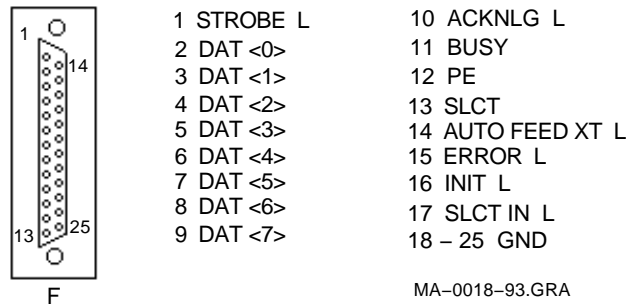 1
14
13
25
F
1 STROBE L
2 DAT <0>
3 DAT <1>
4 DAT <2>
5 DAT <3>
6 DAT <4>
7 DAT <5>
8 DAT <6>
9 DAT <7>
10 ACKNLG L
11 BUSY
12 PE
13 SLCT
14 AUTO FEED XT L
15 ERROR L
16 INIT L
17 SLCT IN L
18 – 25 GND
MA–0018–93.GRA